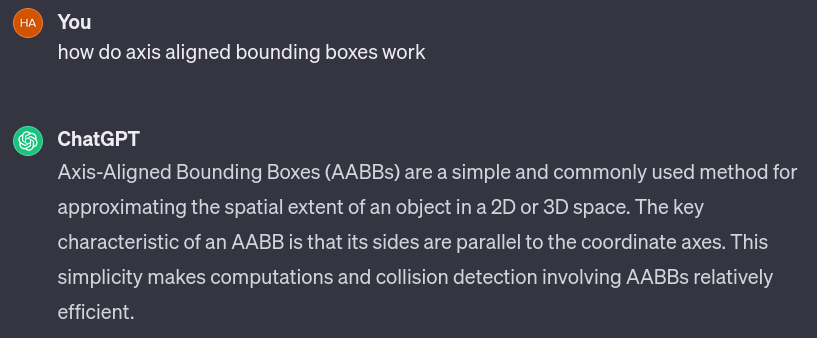 HA
You
how do axis aligned bounding boxes work
ChatGPT
Axis-Aligned Bounding Boxes (AABBs) are a simple and commonly used method for
approximating the spatial extent of an object in a 2D or 3D space. The key
characteristic of an AABB is that its sides are parallel to the coordinate axes. This
simplicity makes computations and collision detection involving AABBs relatively
efficient.